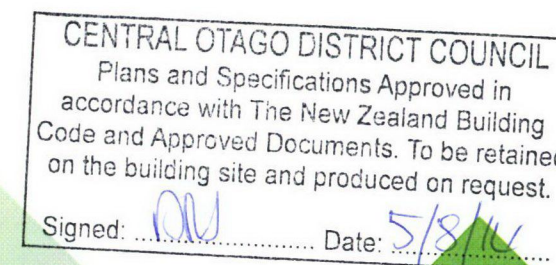 CENTRAL OTAGO DISTRICT COUNCIL
Plans and Specifications Approved in
accordance with The New Zealand Building
Code and Approved Documents. To be retained
on the building site and produced on request.
Signed: .................... Date: 5/8/